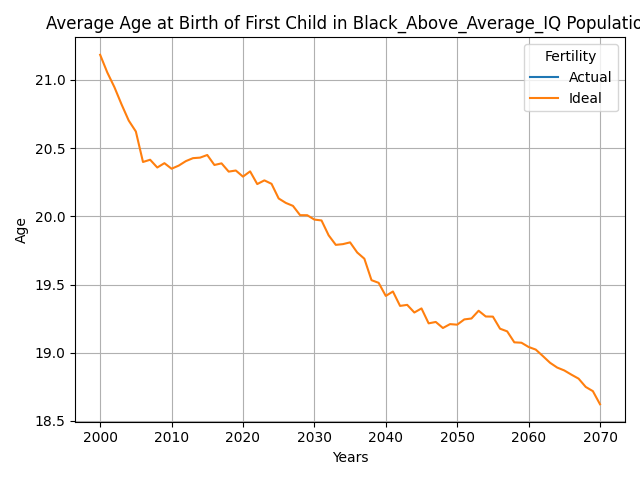 Average Age at Birth of First Child in Black_Above_Average_IQ Populatio
Fertility
Actual
Ideal
21.0
20.5
20.0
19.5
19.0
18.5
Age
2000 2010 2020 2030 2040 2050 2060 2070
Years